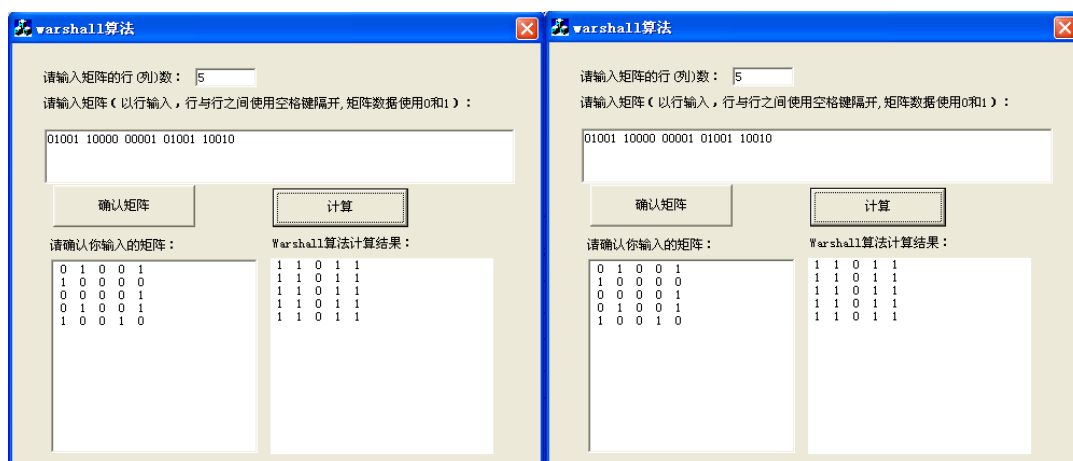 warshall算法
请输入矩阵的行(列)数： 5
请输入矩阵(以行输入，行与行之间使用空格键隔开,矩阵数据使用0和1)：
01001 10000 00001 01001 10010
确认矩阵 计算
请确认你输入的矩阵： Warshall算法计算结果：
0 1 0 0 1 1 1 0 1 1
1 0 0 0 0 1 1 0 1 1
0 0 0 0 1 1 1 0 1 1
0 1 0 0 1 1 1 0 1 1
1 0 0 1 0 1 1 0 1 1
warshall算法
请输入矩阵的行(列)数： 5
请输入矩阵(以行输入，行与行之间使用空格键隔开,矩阵数据使用0和1)：
01001 10000 00001 01001 10010
确认矩阵 计算
请确认你输入的矩阵： Warshall算法计算结果：
0 1 0 0 1 1 1 0 1 1
1 0 0 0 0 1 1 0 1 1
0 0 0 0 1 1 1 0 1 1
0 1 0 0 1 1 1 0 1 1
1 0 0 1 0 1 1 0 1 1